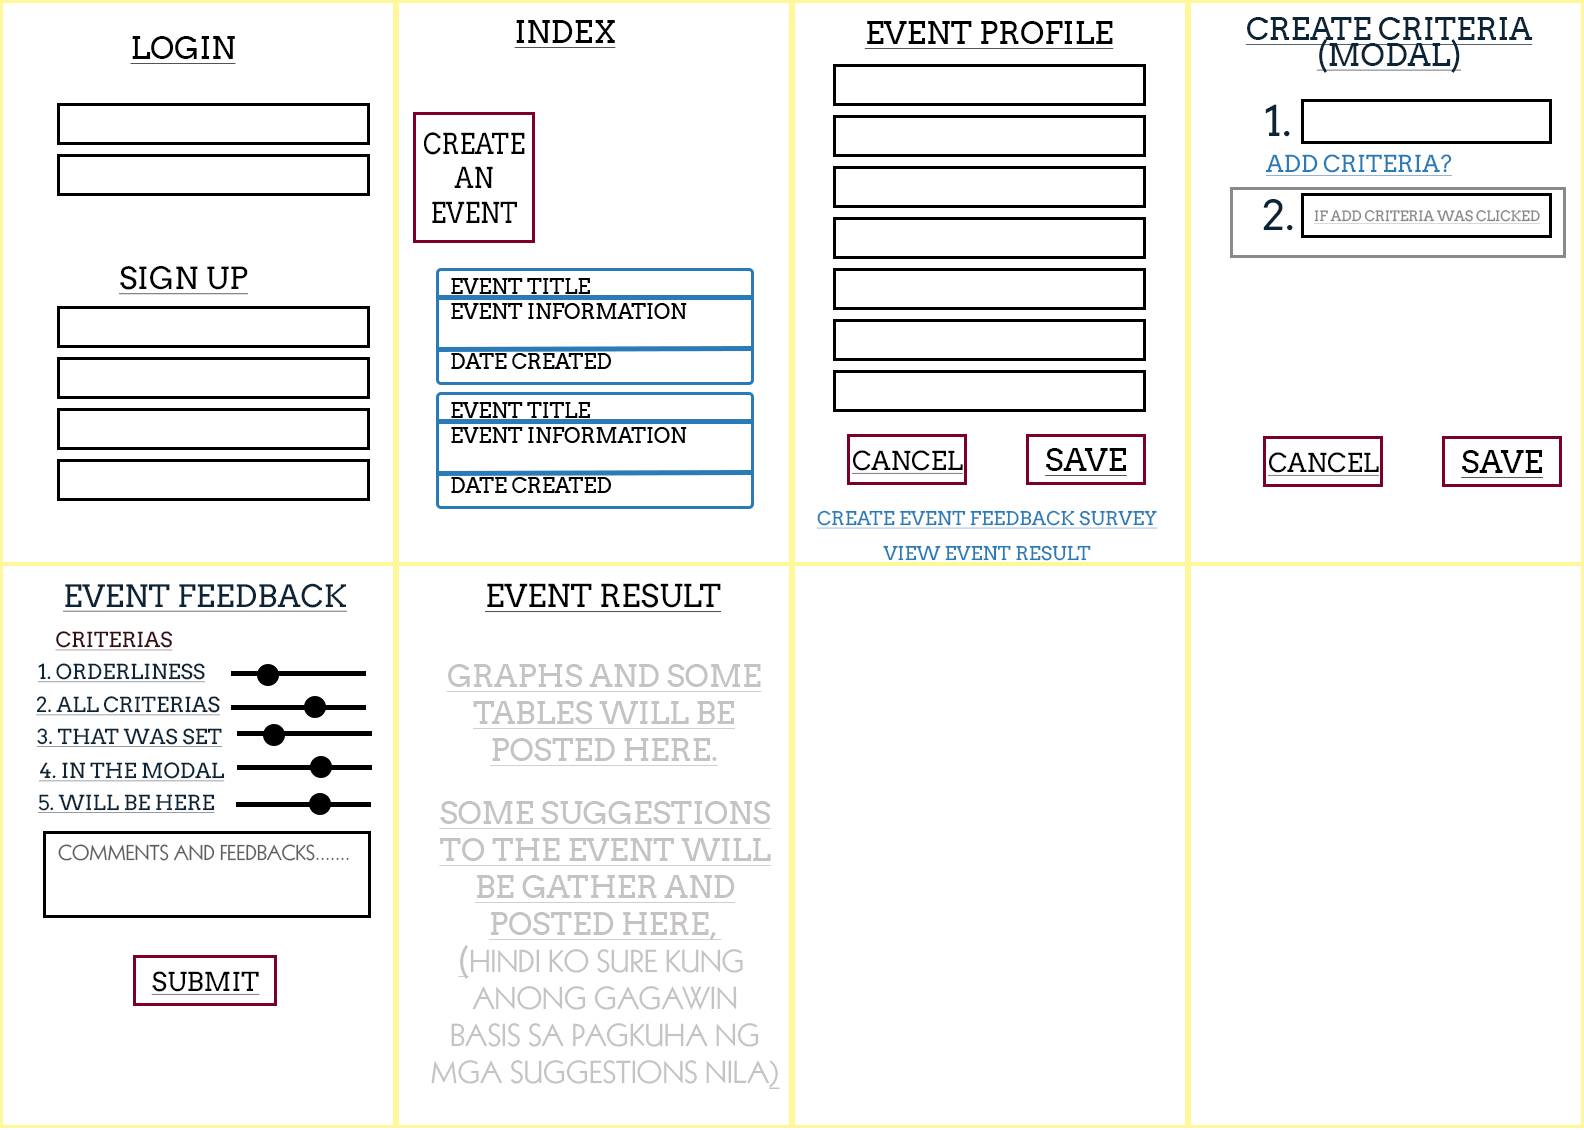 LOGIN
SIGN UP
INDEX
CREATE
AN
EVENT
EVENT TITLE
EVENT INFORMATION
DATE CREATED
EVENT TITLE
EVENT INFORMATION
DATE CREATED
EVENT PROFILE
CANCEL
SAVE
CREATE EVENT FEEDBACK SURVEY
VIEW EVENT RESULT
CREATE CRITERIA
(MODAL)
1.
ADD CRITERIA?
2. IF ADD CRITERIA WAS CLICKED
CANCEL
SAVE
EVENT FEEDBACK
CRITERIAS
1. ORDERLINESS
2. ALL CRITERIAS
3. THAT WAS SET
4. IN THE MODAL
5. WILL BE HERE
COMMENTS AND FEEDBACKS.......
SUBMIT
EVENT RESULT
GRAPHS AND SOME
TABLES WILL BE
POSTED HERE.
SOME SUGGESTIONS
TO THE EVENT WILL
BE GATHER AND
POSTED HERE,
(HINDI KO SURE KUNG
ANONG GAGAWIN
BASIS SA PAGKUHA NG
MGA SUGGESTIONS NILA)